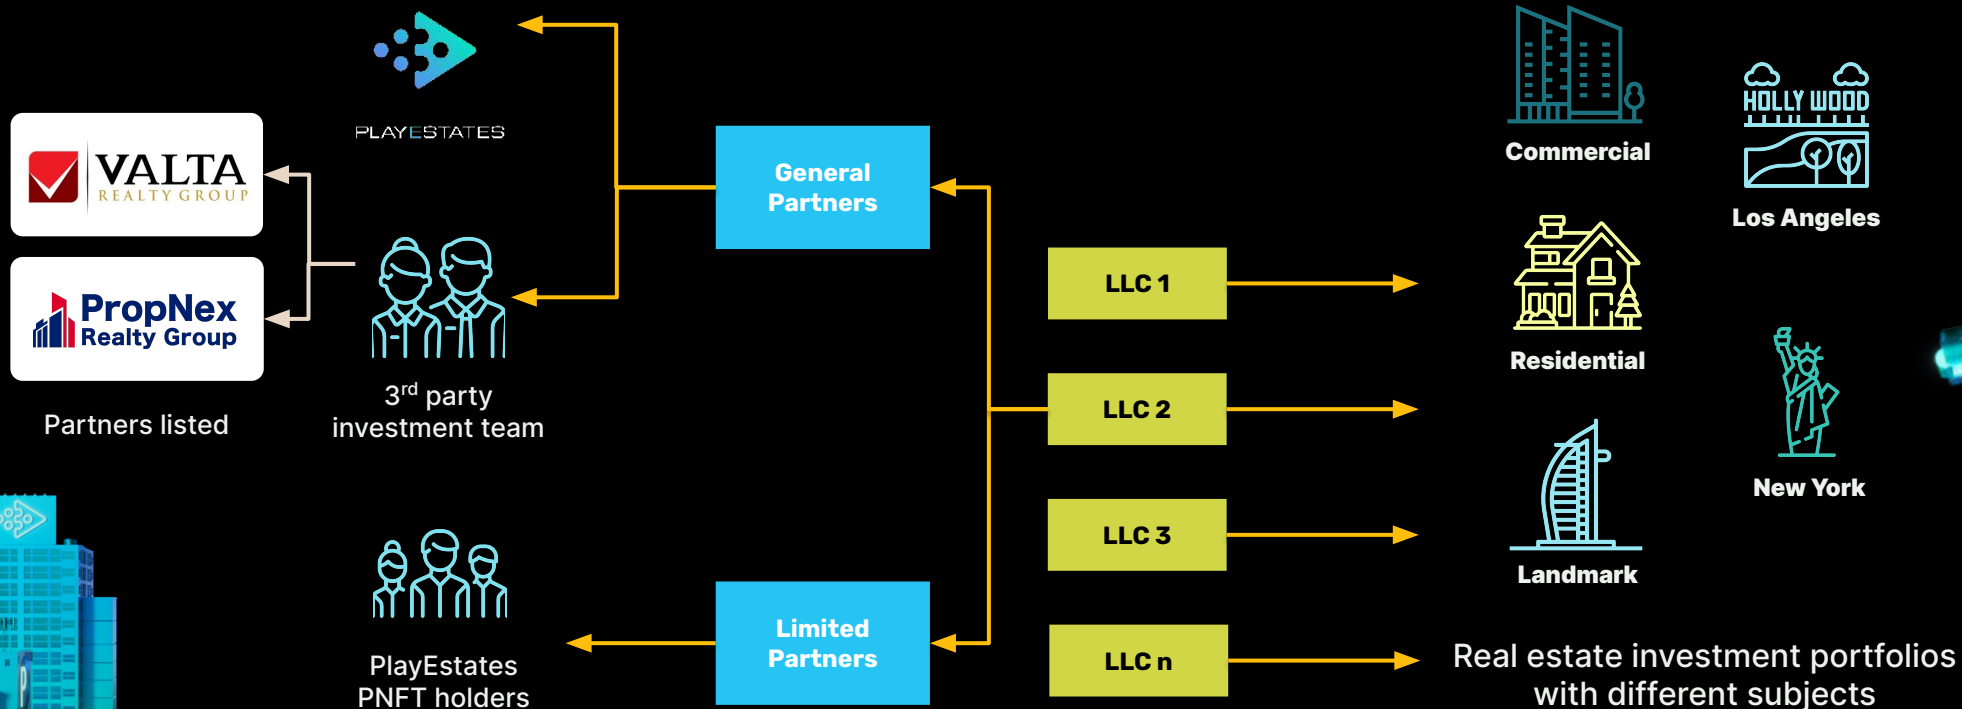 PLAYESTATES
VALTA
REALTY GROUP
PropNex
Realty Group
Partners listed
3rd party
investment team
PlayEstates
PNFT holders
General
Partners
Limited
Partners
LLC 1
LLC 2
LLC 3
LLC n
Commercial
HOLLY WOOD
Los Angeles
Residential
New York
Landmark
Real estate investment portfolios
with different subjects
P